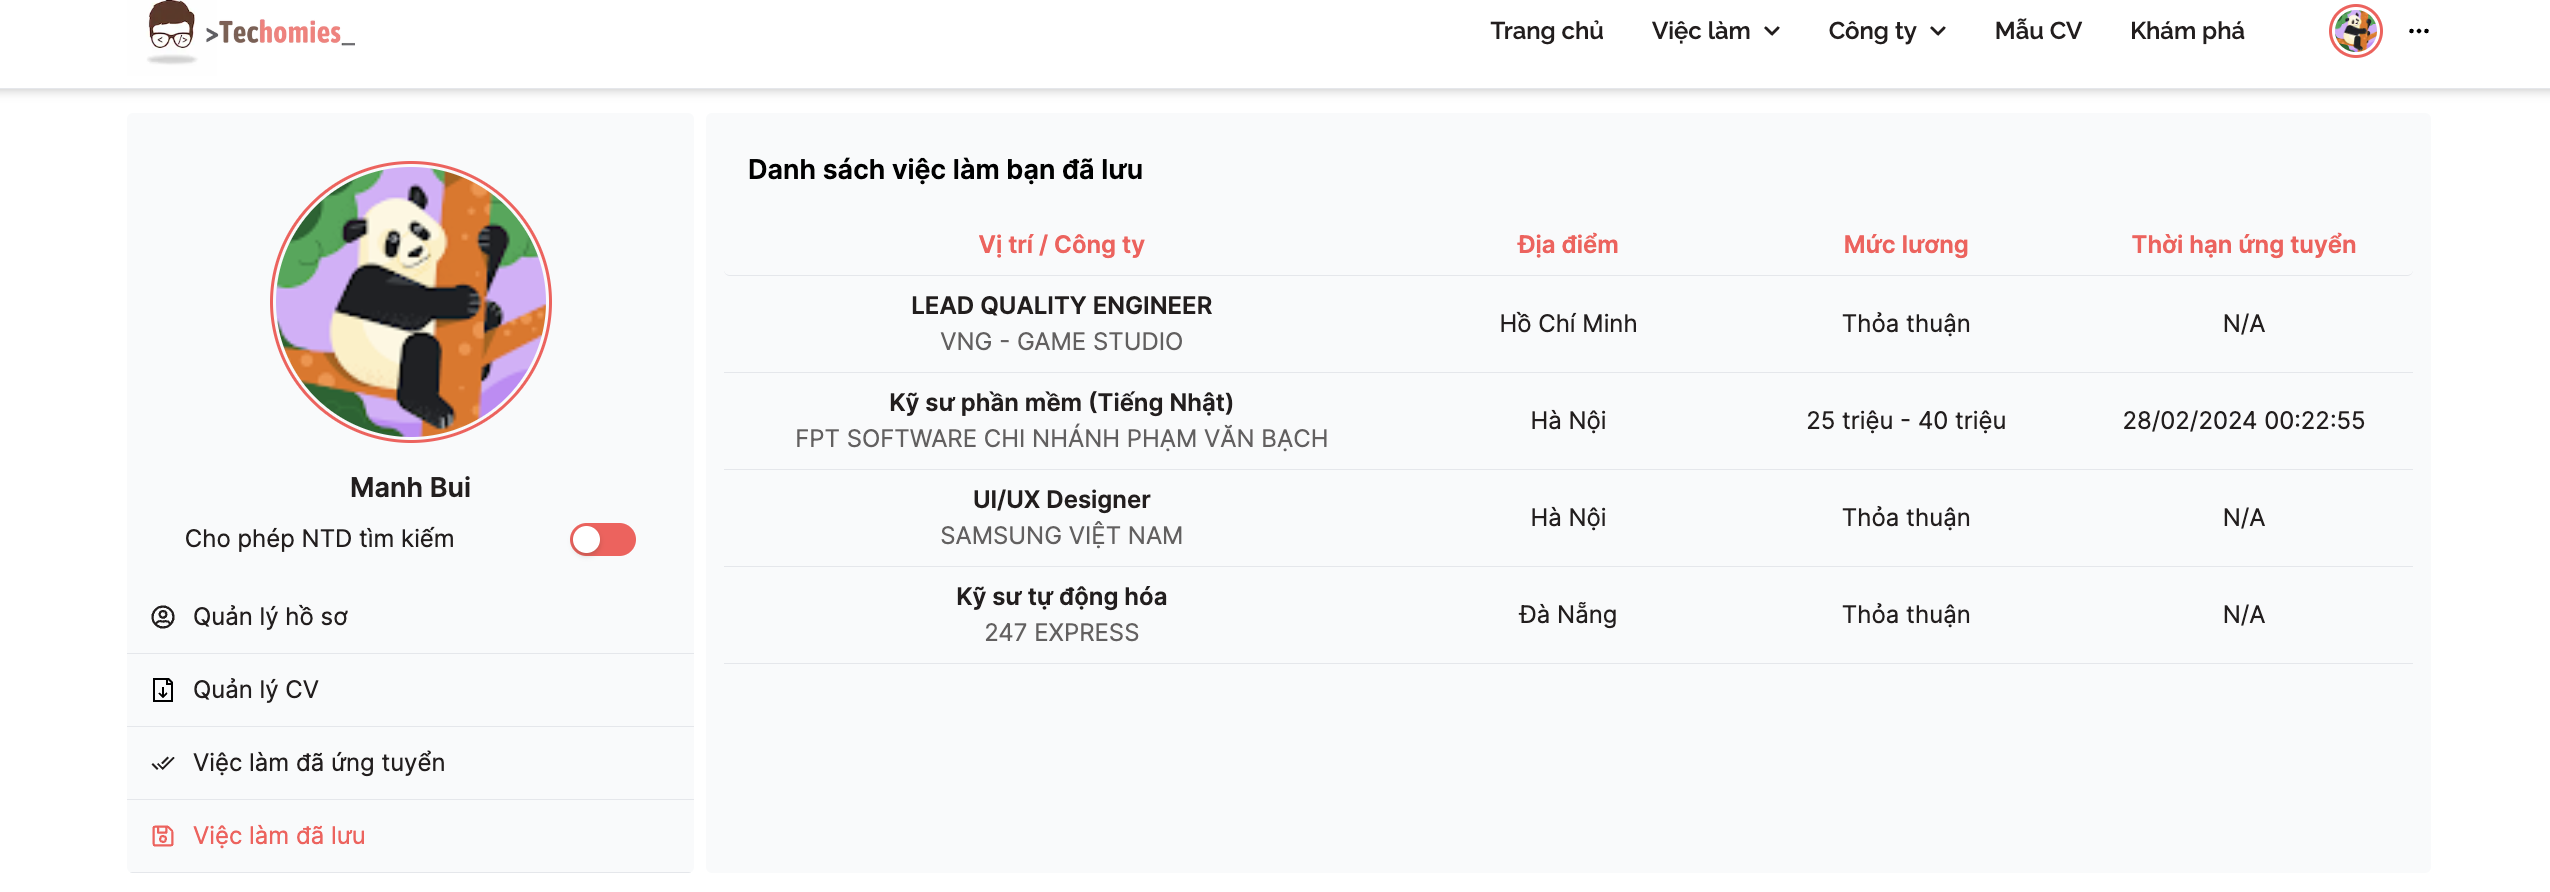 >Techomies_
Trang chủ Việc làm Công ty Mẫu CV Khám phá
Manh Bui
Cho phép NTD tìm kiếm
Quản lý hồ sơ
Quản lý CV
Việc làm đã ứng tuyển
Việc làm đã lưu
Danh sách việc làm bạn đã lưu
Vị trí / Công ty Địa điểm Mức lương Thời hạn ứng tuyển
LEAD QUALITY ENGINEER
VNG - GAME STUDIO
Hồ Chí Minh Thỏa thuận N/A
Kỹ sư phần mềm (Tiếng Nhật)
FPT SOFTWARE CHI NHÁNH PHẠM VĂN BẠCH
Hà Nội 25 triệu - 40 triệu 28/02/2024 00:22:55
UI/UX Designer
SAMSUNG VIỆT NAM
Hà Nội Thỏa thuận N/A
Kỹ sư tự động hóa
247 EXPRESS
Đà Nẵng Thỏa thuận N/A